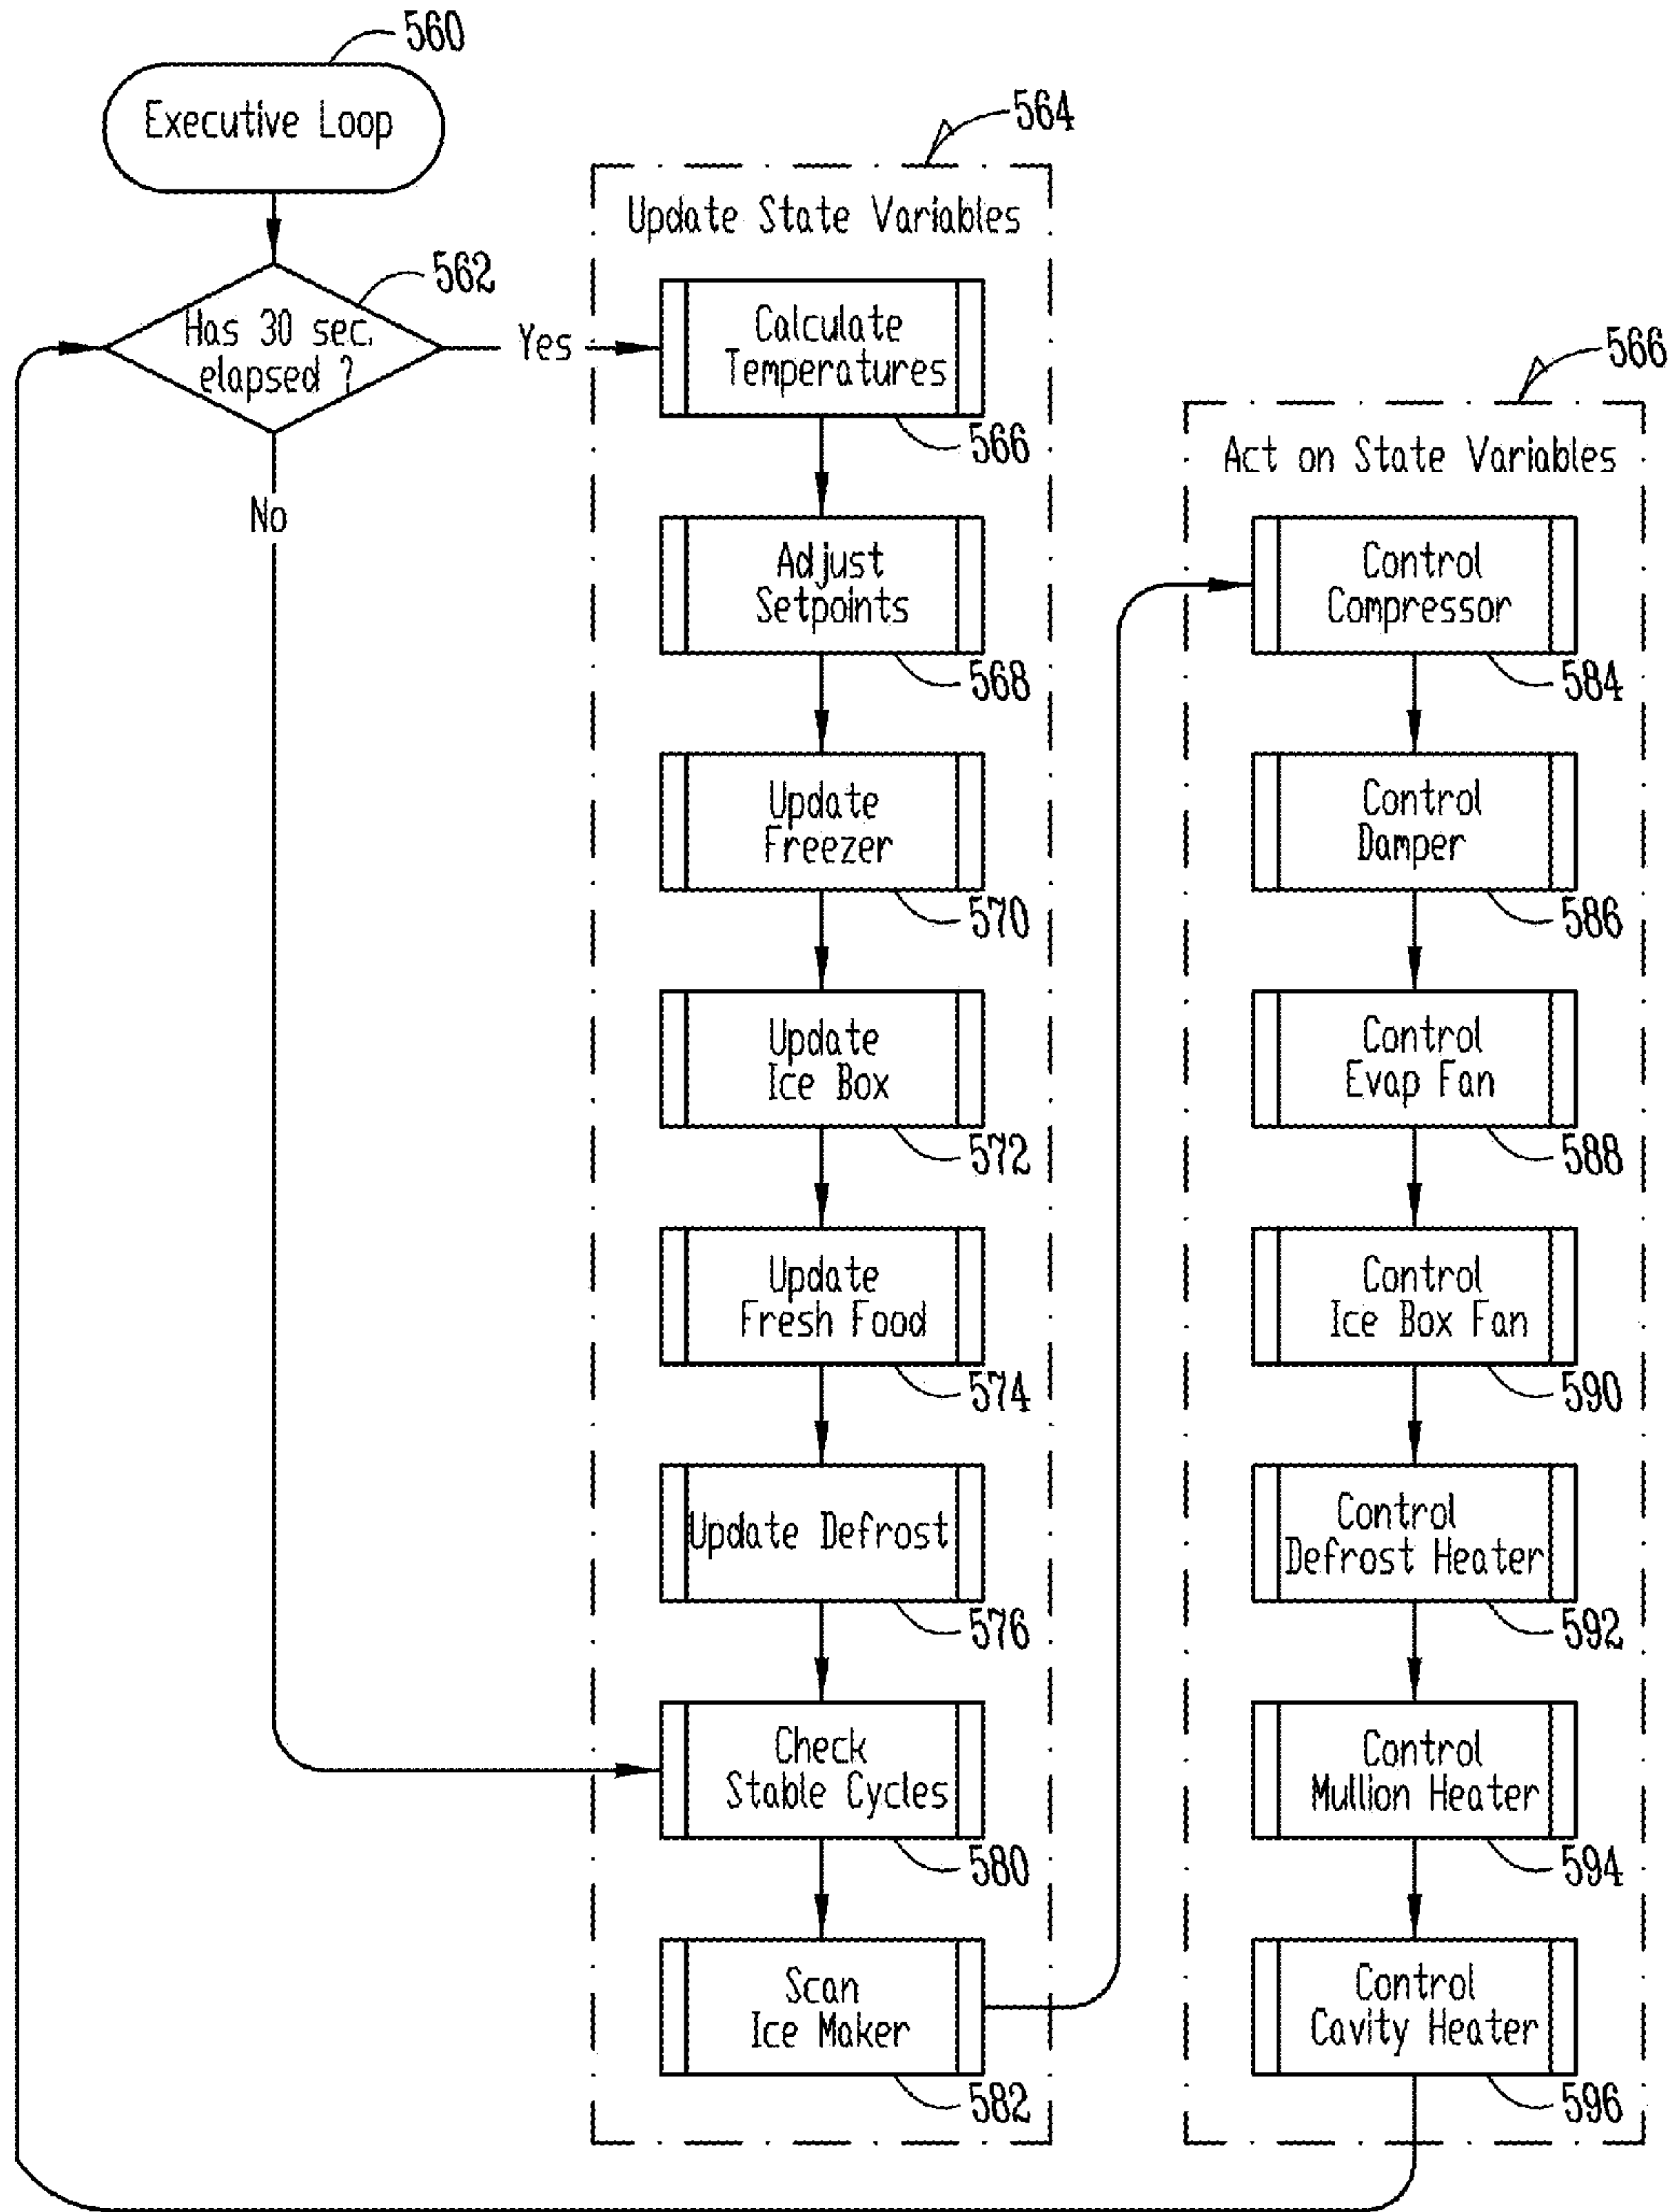 560
Executive Loop
562
Has 30 sec.
elapsed ?
Yes
No
564
Update State Variables
Calculate
Temperatures
566
Adjust
Setpoints
568
Update
Freezer
570
Update
Ice Box
572
Update
Fresh Food
574
Update Defrost
576
Check
Stable Cycles
580
Scan
Ice Maker
582
566
Act on State Variables
Control
Compressor
584
Control
Damper
586
Control
Evap Fan
588
Control
Ice Box Fan
590
Control
Defrost Heater
592
Control
Mullion Heater
594
Control
Cavity Heater
596